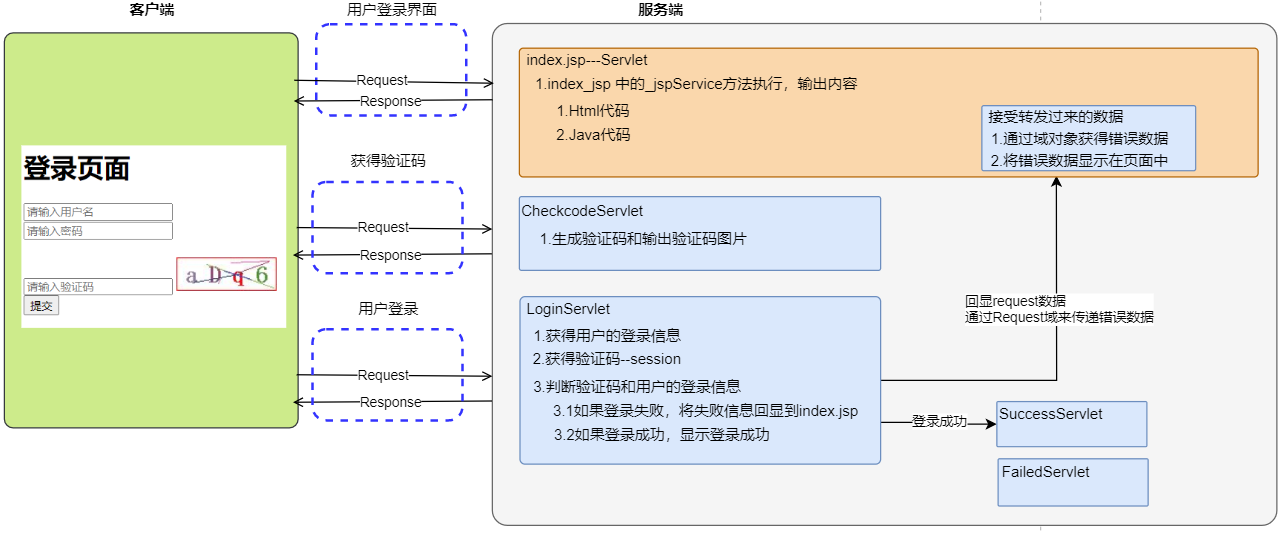 客户端
用户登录界面
服务端
Request
Response
index.jsp---Servlet
1.index_jsp 中的_jspService方法执行，输出内容
1.Html代码
2.Java代码
接受转发过来的数据
1.通过域对象获得错误数据
2.将错误数据显示在页面中
登录页面
请输入用户名
请输入密码
请输入验证码
aDq6
提交
获得验证码
Request
Response
CheckcodeServlet
1.生成验证码和输出验证码图片
用户登录
Request
Response
LoginServlet
1.获得用户的登录信息
2.获得验证码--session
3.判断验证码和用户的登录信息
3.1如果登录失败，将失败信息回显到index.jsp
3.2如果登录成功，显示登录成功
回显request数据
通过Request域来传递错误数据
登录成功
SuccessServlet
FailedServlet